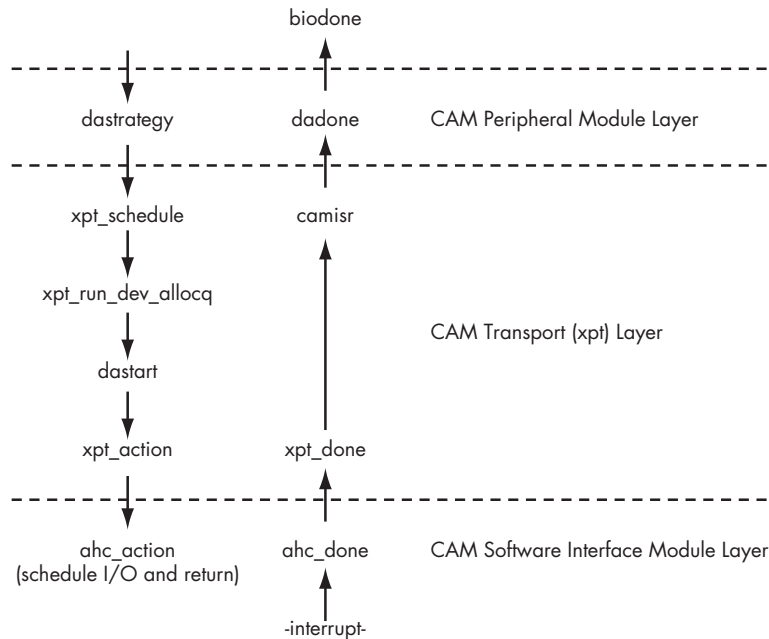 biodone
dastrategy
dadone
CAM Peripheral Module Layer
xpt_schedule
camisr
xpt_run_dev_allocq
CAM Transport (xpt) Layer
dastart
xpt_action
xpt_done
ahc_action
(schedule I/O and return)
ahc_done
CAM Software Interface Module Layer
-interrupt-